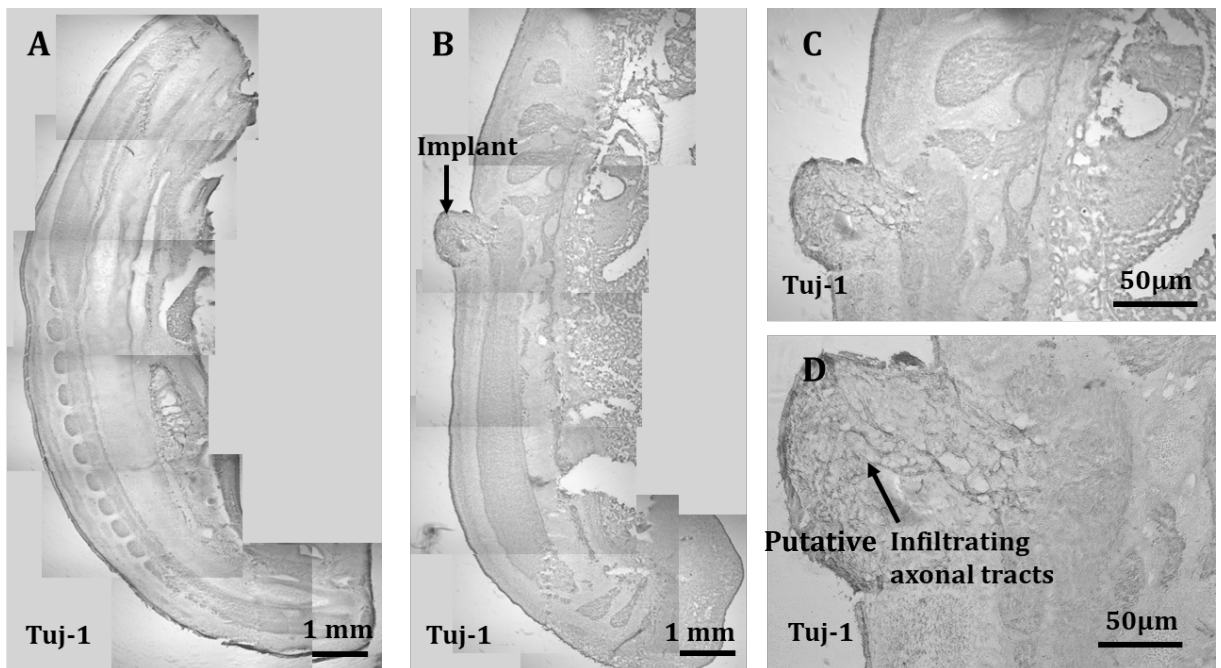 A
Tuj-1
1 mm
B
Implant
Tuj-1
1 mm
C
Tuj-1
50µm
D
Putative Infiltrating
axonal tracts
Tuj-1
50µm